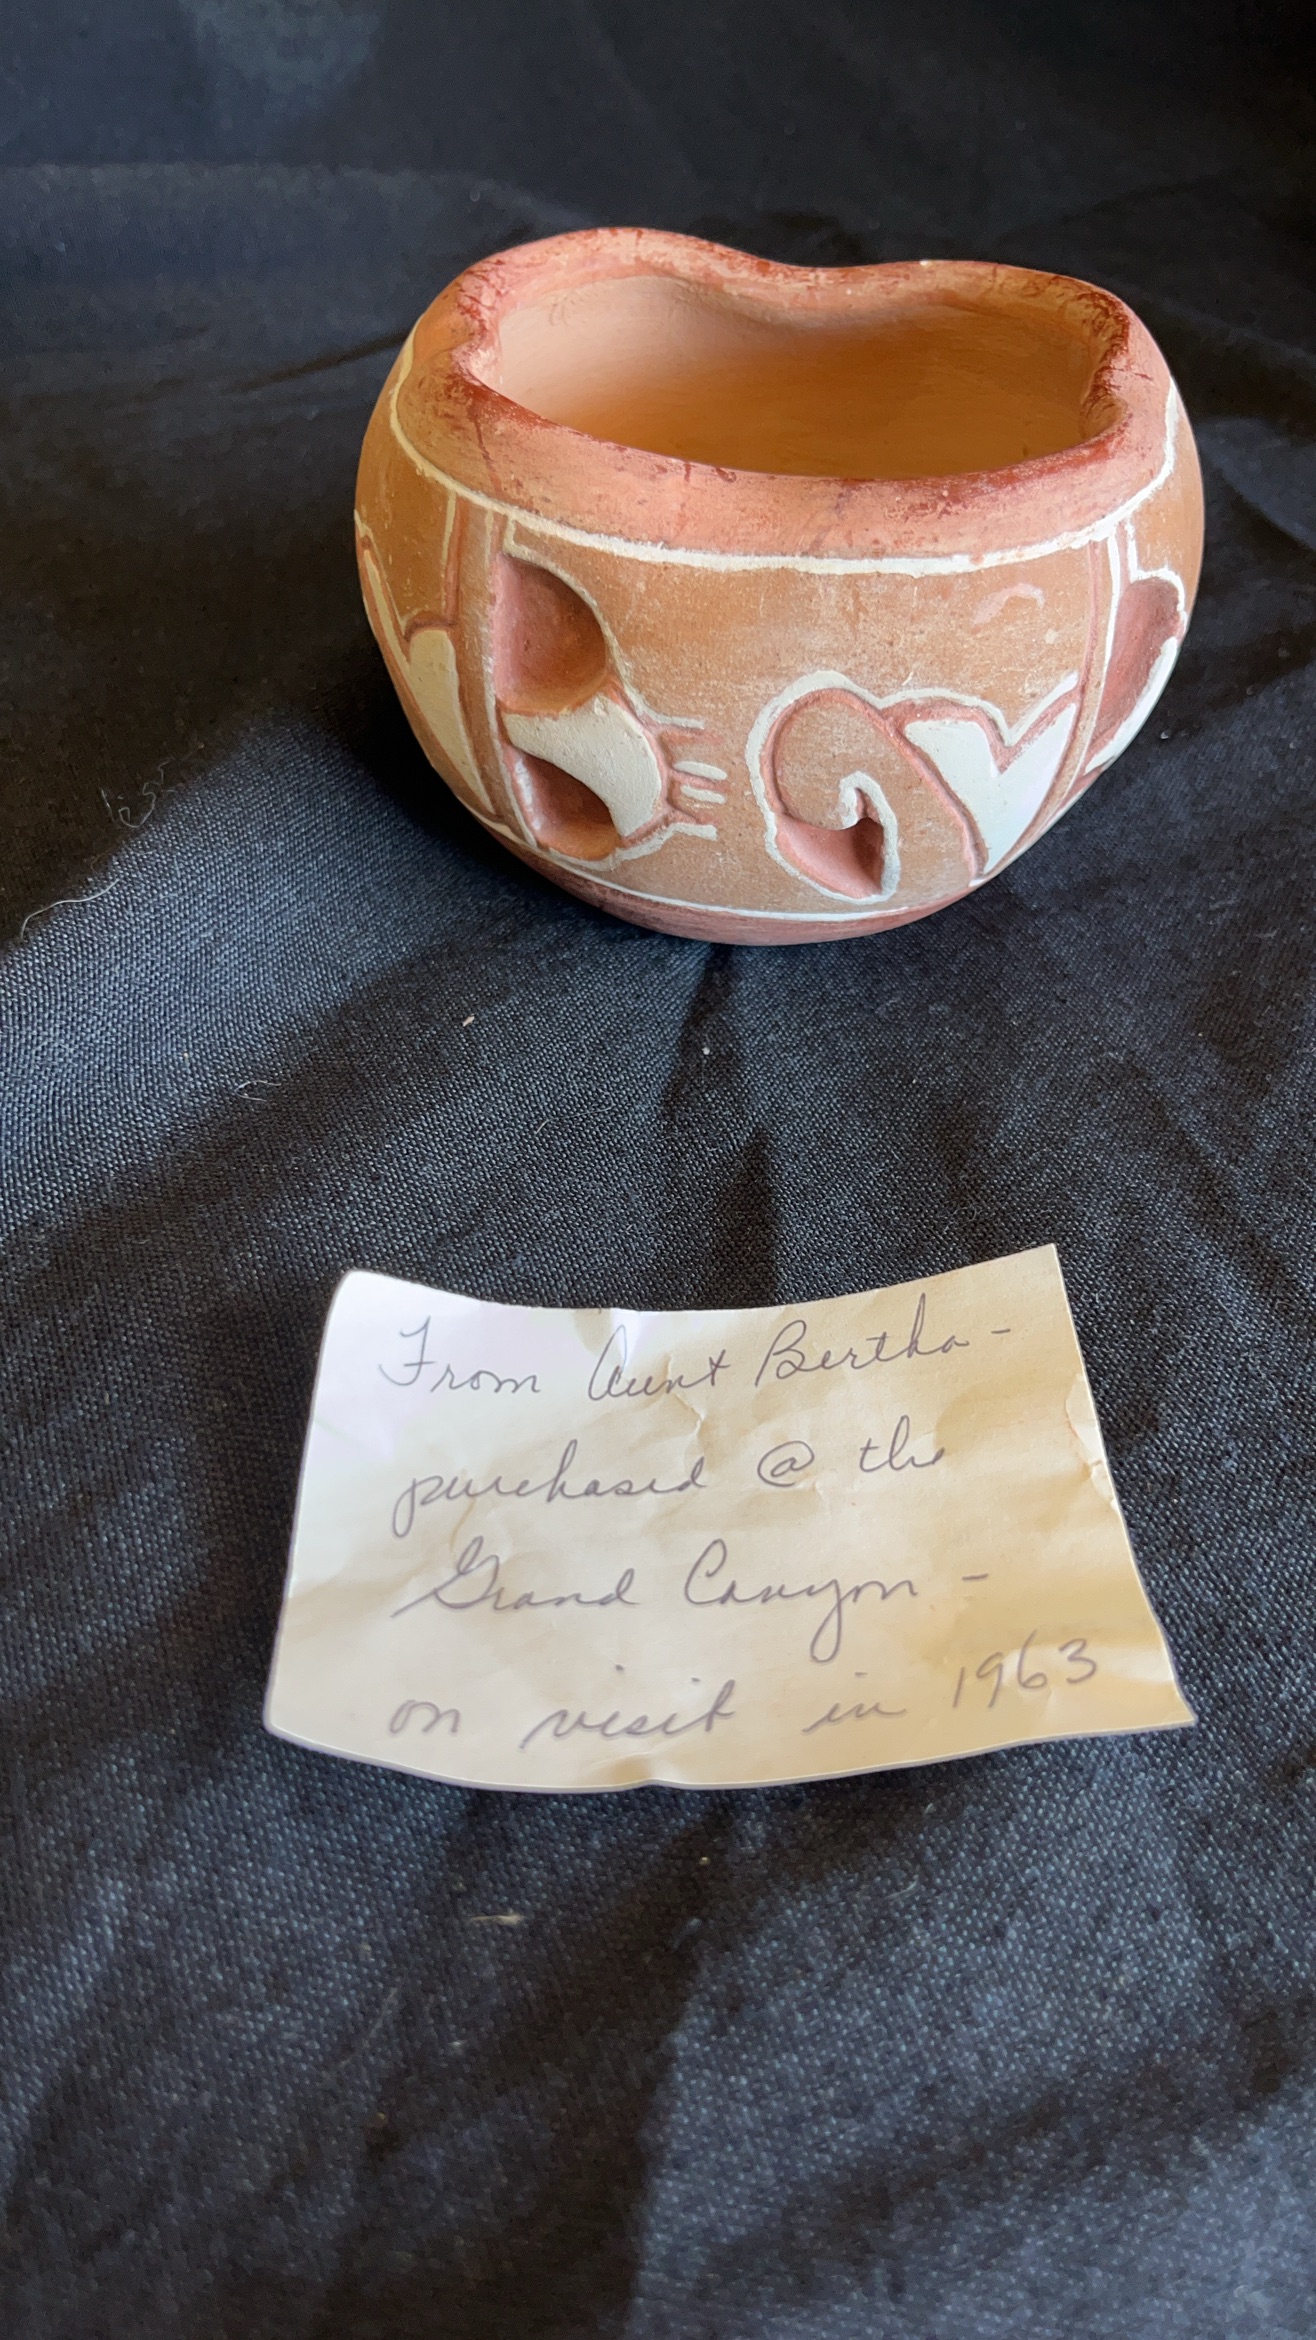 From Aunt Bertha -
purchased @ the
Grand Canyon -
on visit in 1963